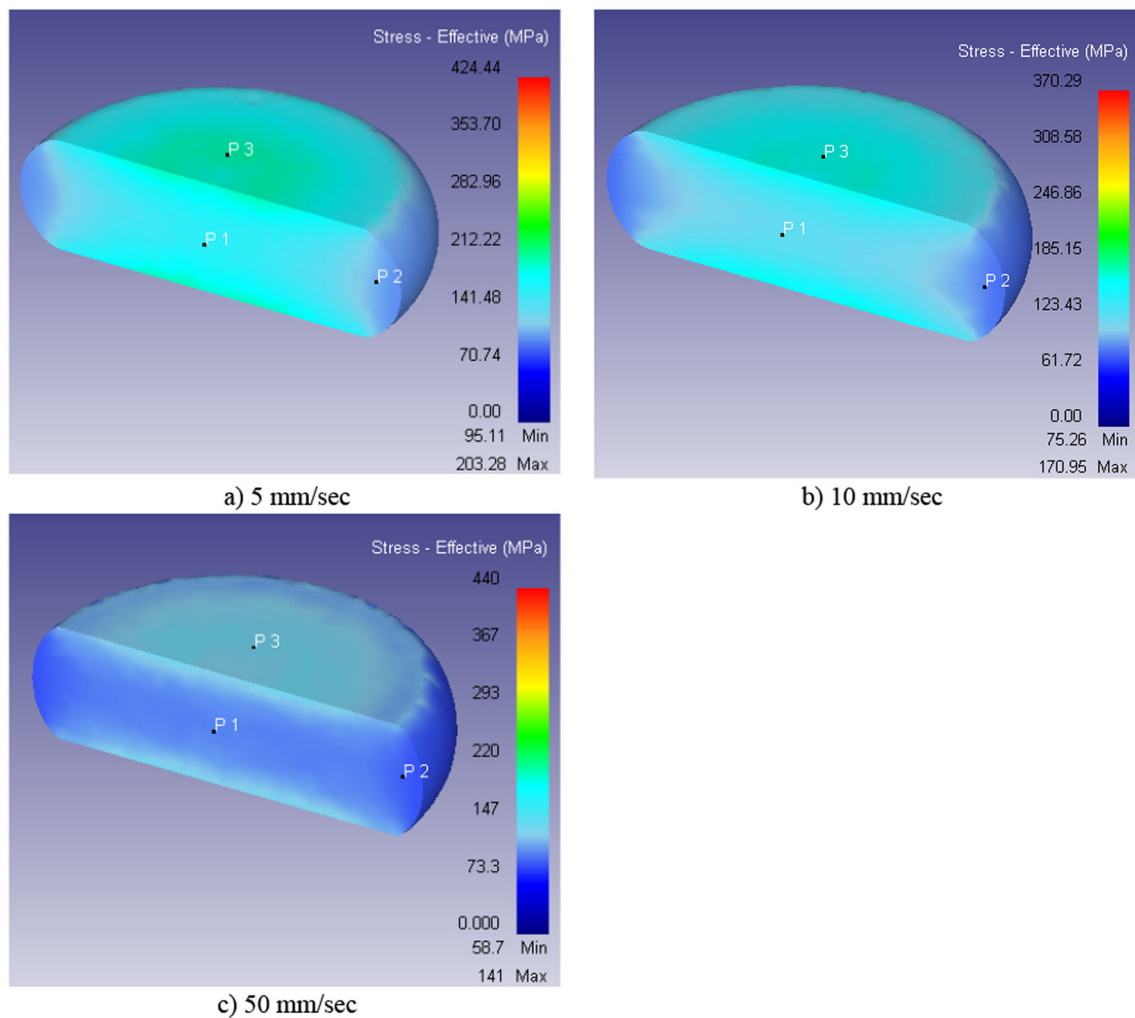 Stress - Effective (MPa)
424.44
353.70
282.96
212.22
141.48
70.74
0.00
95.11 Min
203.28 Max
P 3
P 1
P 2
a) 5 mm/sec
Stress - Effective (MPa)
370.29
308.58
246.86
185.15
123.43
61.72
0.00
75.26 Min
170.95 Max
P 3
P 1
P 2
b) 10 mm/sec
Stress - Effective (MPa)
440
367
293
220
147
73.3
0.000
58.7 Min
141 Max
P 3
P 1
P 2
c) 50 mm/sec